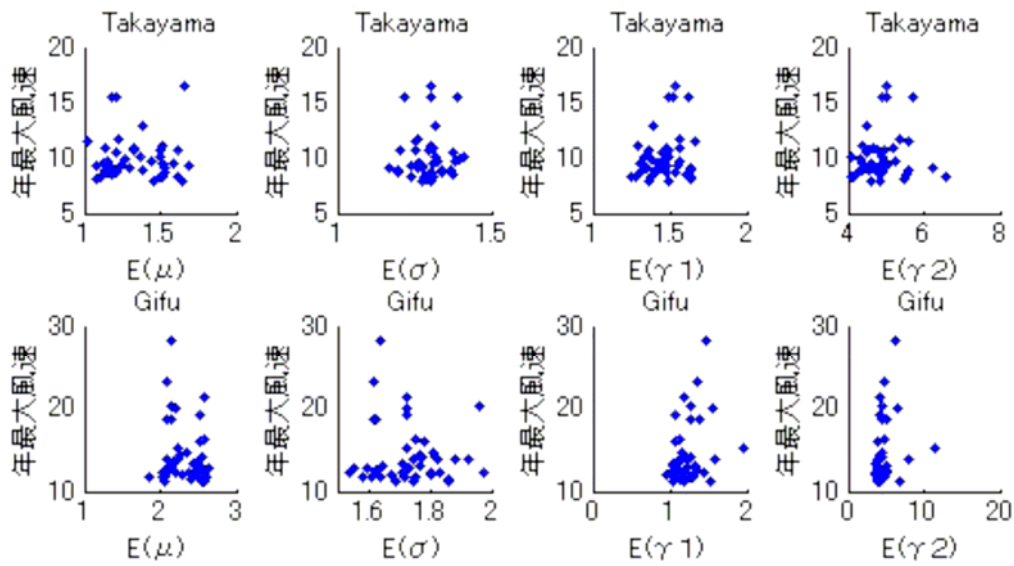 Takayama Takayama Takayama Takayama
20 20 20 20
15 15 15 15
10 10 10 10
5 5 5 5
年最大風速 年最大風速 年最大風速 年最大風速
1 1.5 2 1 1.5 1 1.5 2 4 6 8
E(μ) E(σ) E(γ1) E(γ2)
Gifu Gifu Gifu Gifu
30 30 30 30
20 20 20 20
10 10 10 10
年最大風速 年最大風速 年最大風速 年最大風速
1 2 3 1.6 1.8 2 0 1 2 0 10 20
E(μ) E(σ) E(γ1) E(γ2)